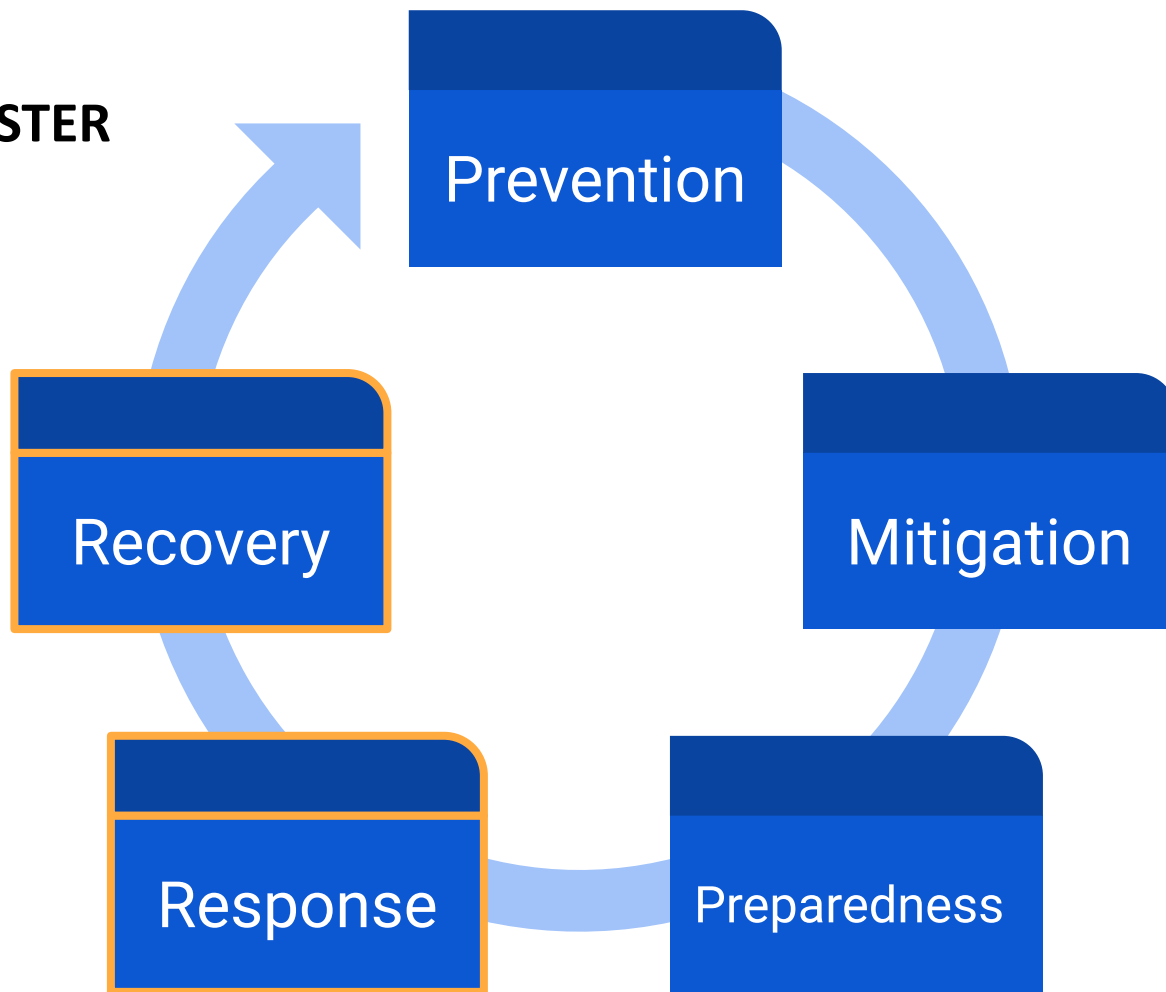 STER
Prevention
Recovery
Mitigation
Response
Preparedness